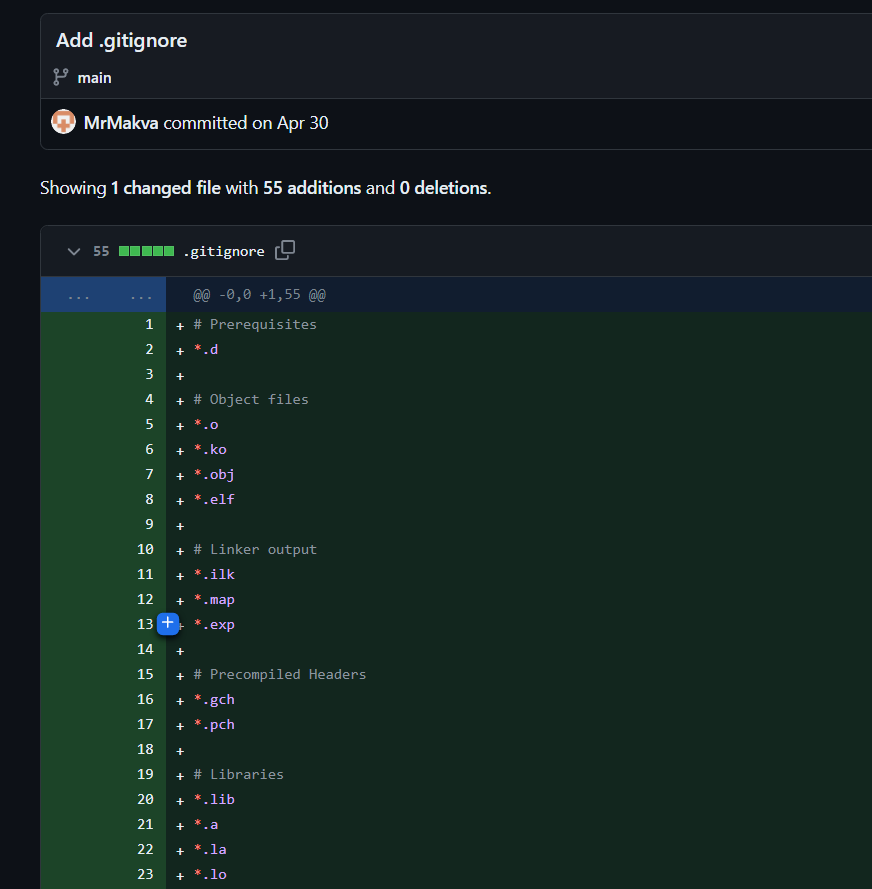 Add .gitignore
main
MrMakva committed on Apr 30
Showing 1 changed file with 55 additions and 0 deletions.
55 .gitignore
... ... @@ -0,0 +1,55 @@
1 + # Prerequisites
2 + *.d
3 +
4 + # Object files
5 + *.o
6 + *.ko
7 + *.obj
8 + *.elf
9 +
10 + # Linker output
11 + *.ilk
12 + *.map
13 + *.exp
14 +
15 + # Precompiled Headers
16 + *.gch
17 + *.pch
18 +
19 + # Libraries
20 + *.lib
21 + *.a
22 + *.la
23 + *.lo